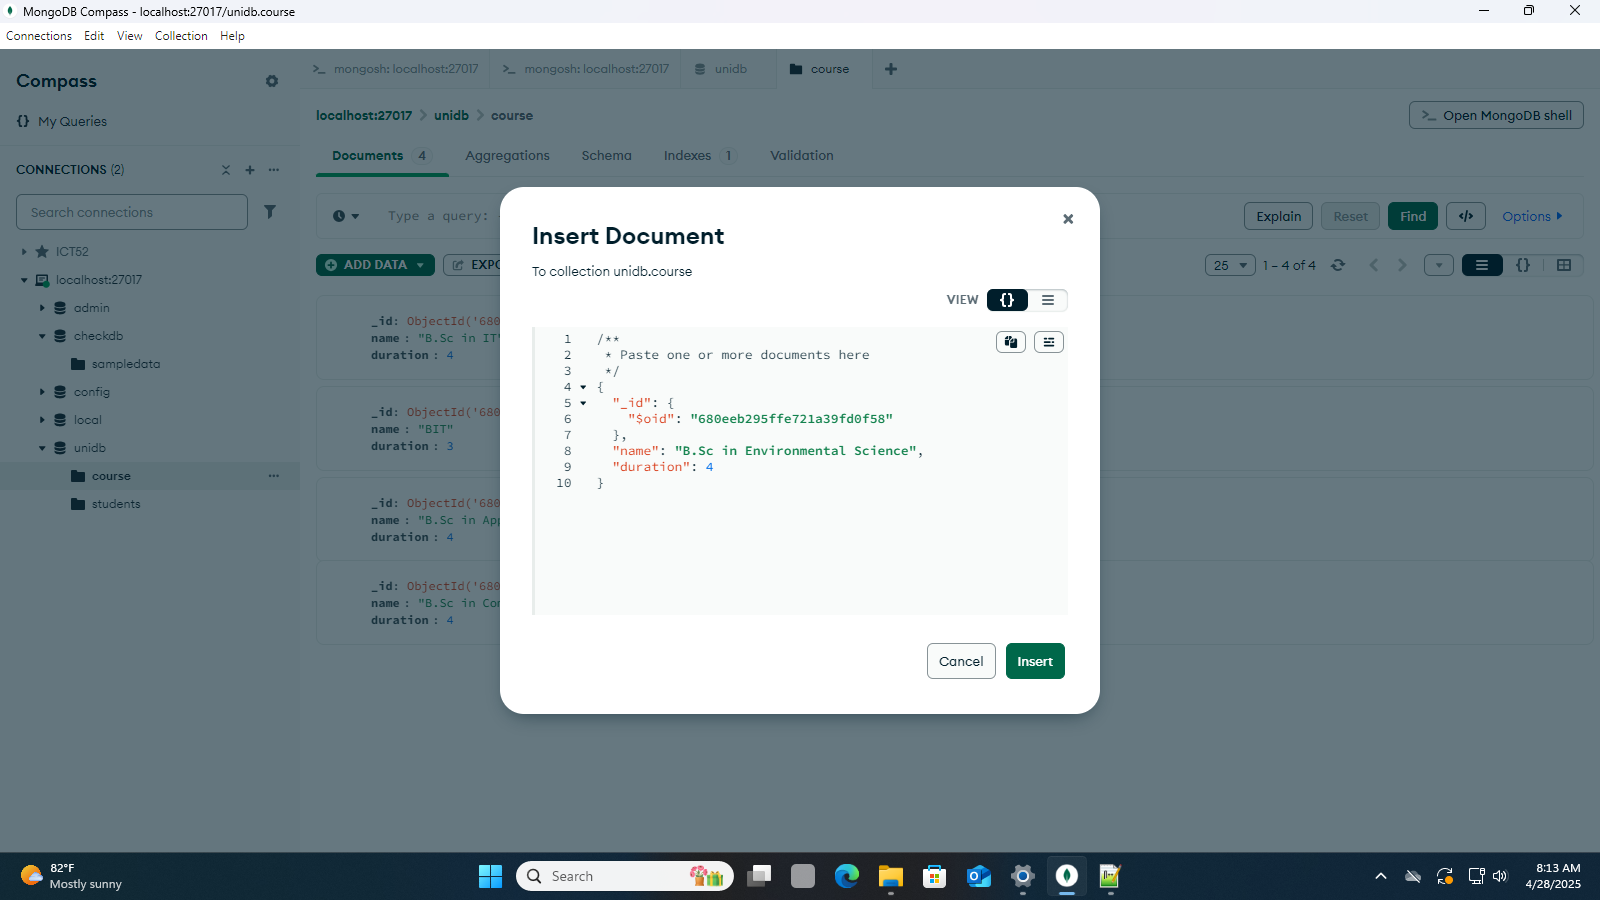 MongoDB Compass - localhost:27017/unidb.course
Connections Edit View Collection Help
Compass
My Queries
CONNECTIONS (2)
Search connections
ICT52
localhost:27017
admin
checkdb
sampledata
config
local
unidb
course
students
mongosh: localhost:27017
mongosh: localhost:27017
unidb
course
localhost:27017 > unidb > course
Open MongoDB shell
Documents 4
Aggregations
Schema
Indexes 1
Validation
Type a query:
Explain
Reset
Find
</>
Options
ADD DATA
25
1 – 4 of 4
{}
_id: ObjectId('680
name : "B.Sc in IT"
duration : 4
_id: ObjectId('680
name : "BIT"
duration : 3
_id: ObjectId('680
name : "B.Sc in
duration : 4
_id: ObjectId('680
name : "B.Sc in
duration : 4
Insert Document
To collection unidb.course
VIEW {}
1 /**
2 * Paste one or more documents here
3 */
4 {
5 "_id": {
6 "$oid": "680eeb295ffe721a39fd0f58"
7 },
8 "name": "B.Sc in Environmental Science",
9 "duration": 4
10 }
Cancel
Insert
82°F
Mostly sunny
Search
8:13 AM
4/28/2025